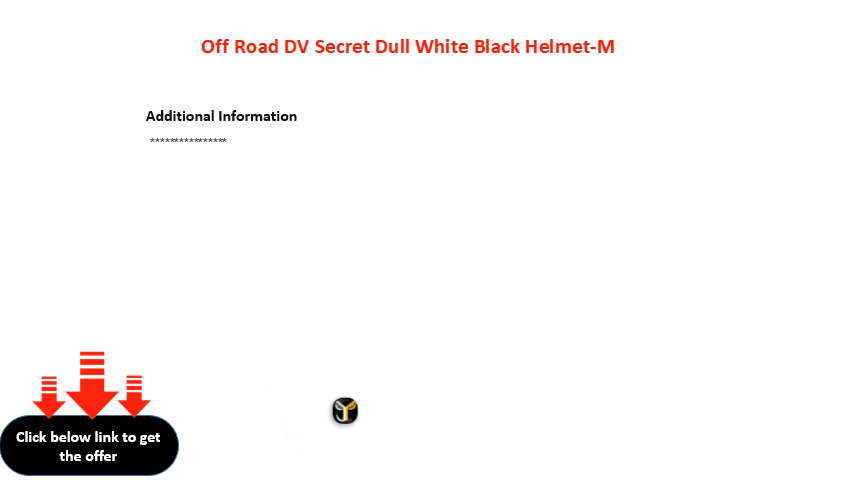 Off Road DV Secret Dull White Black Helmet-M
Additional Information
****************
Click below link to get
the offer